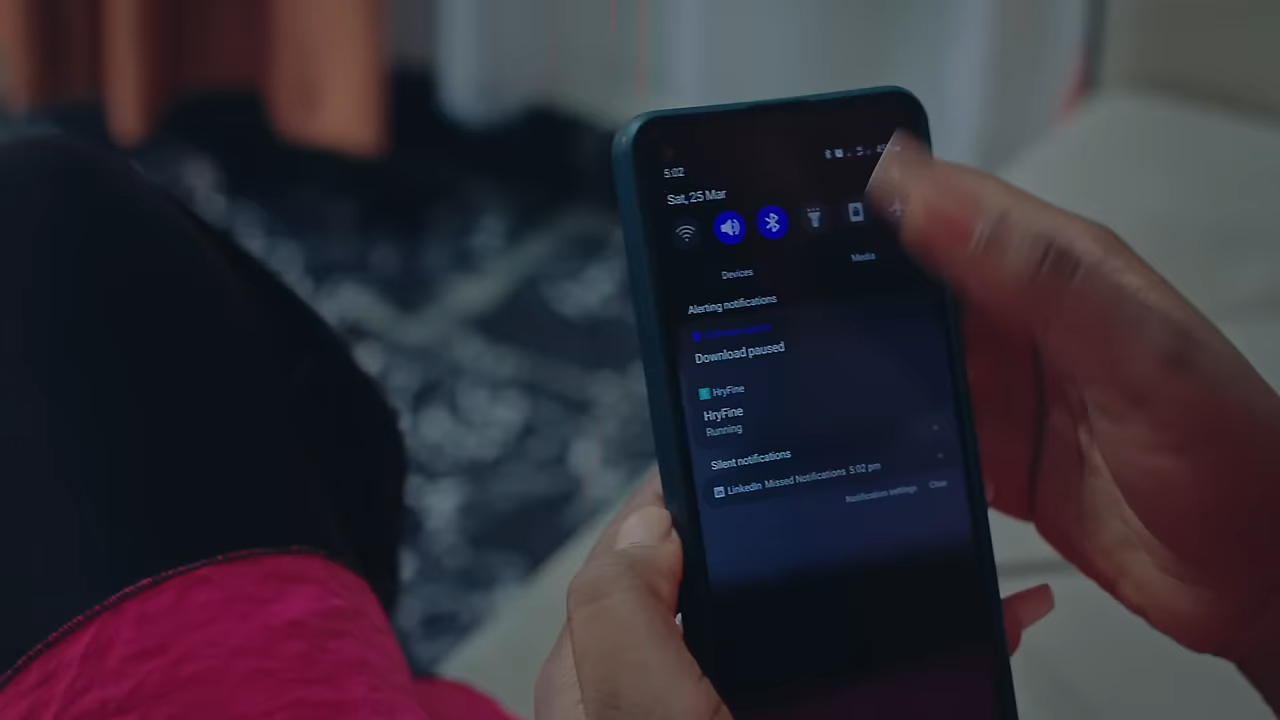 5:02
Sat, 25 Mar
Devices
Media
Alerting notifications
Download paused
HryFine
HryFine
Running
Silent notifications
LinkedIn Missed Notifications 5:02 pm
Notification settings Clear